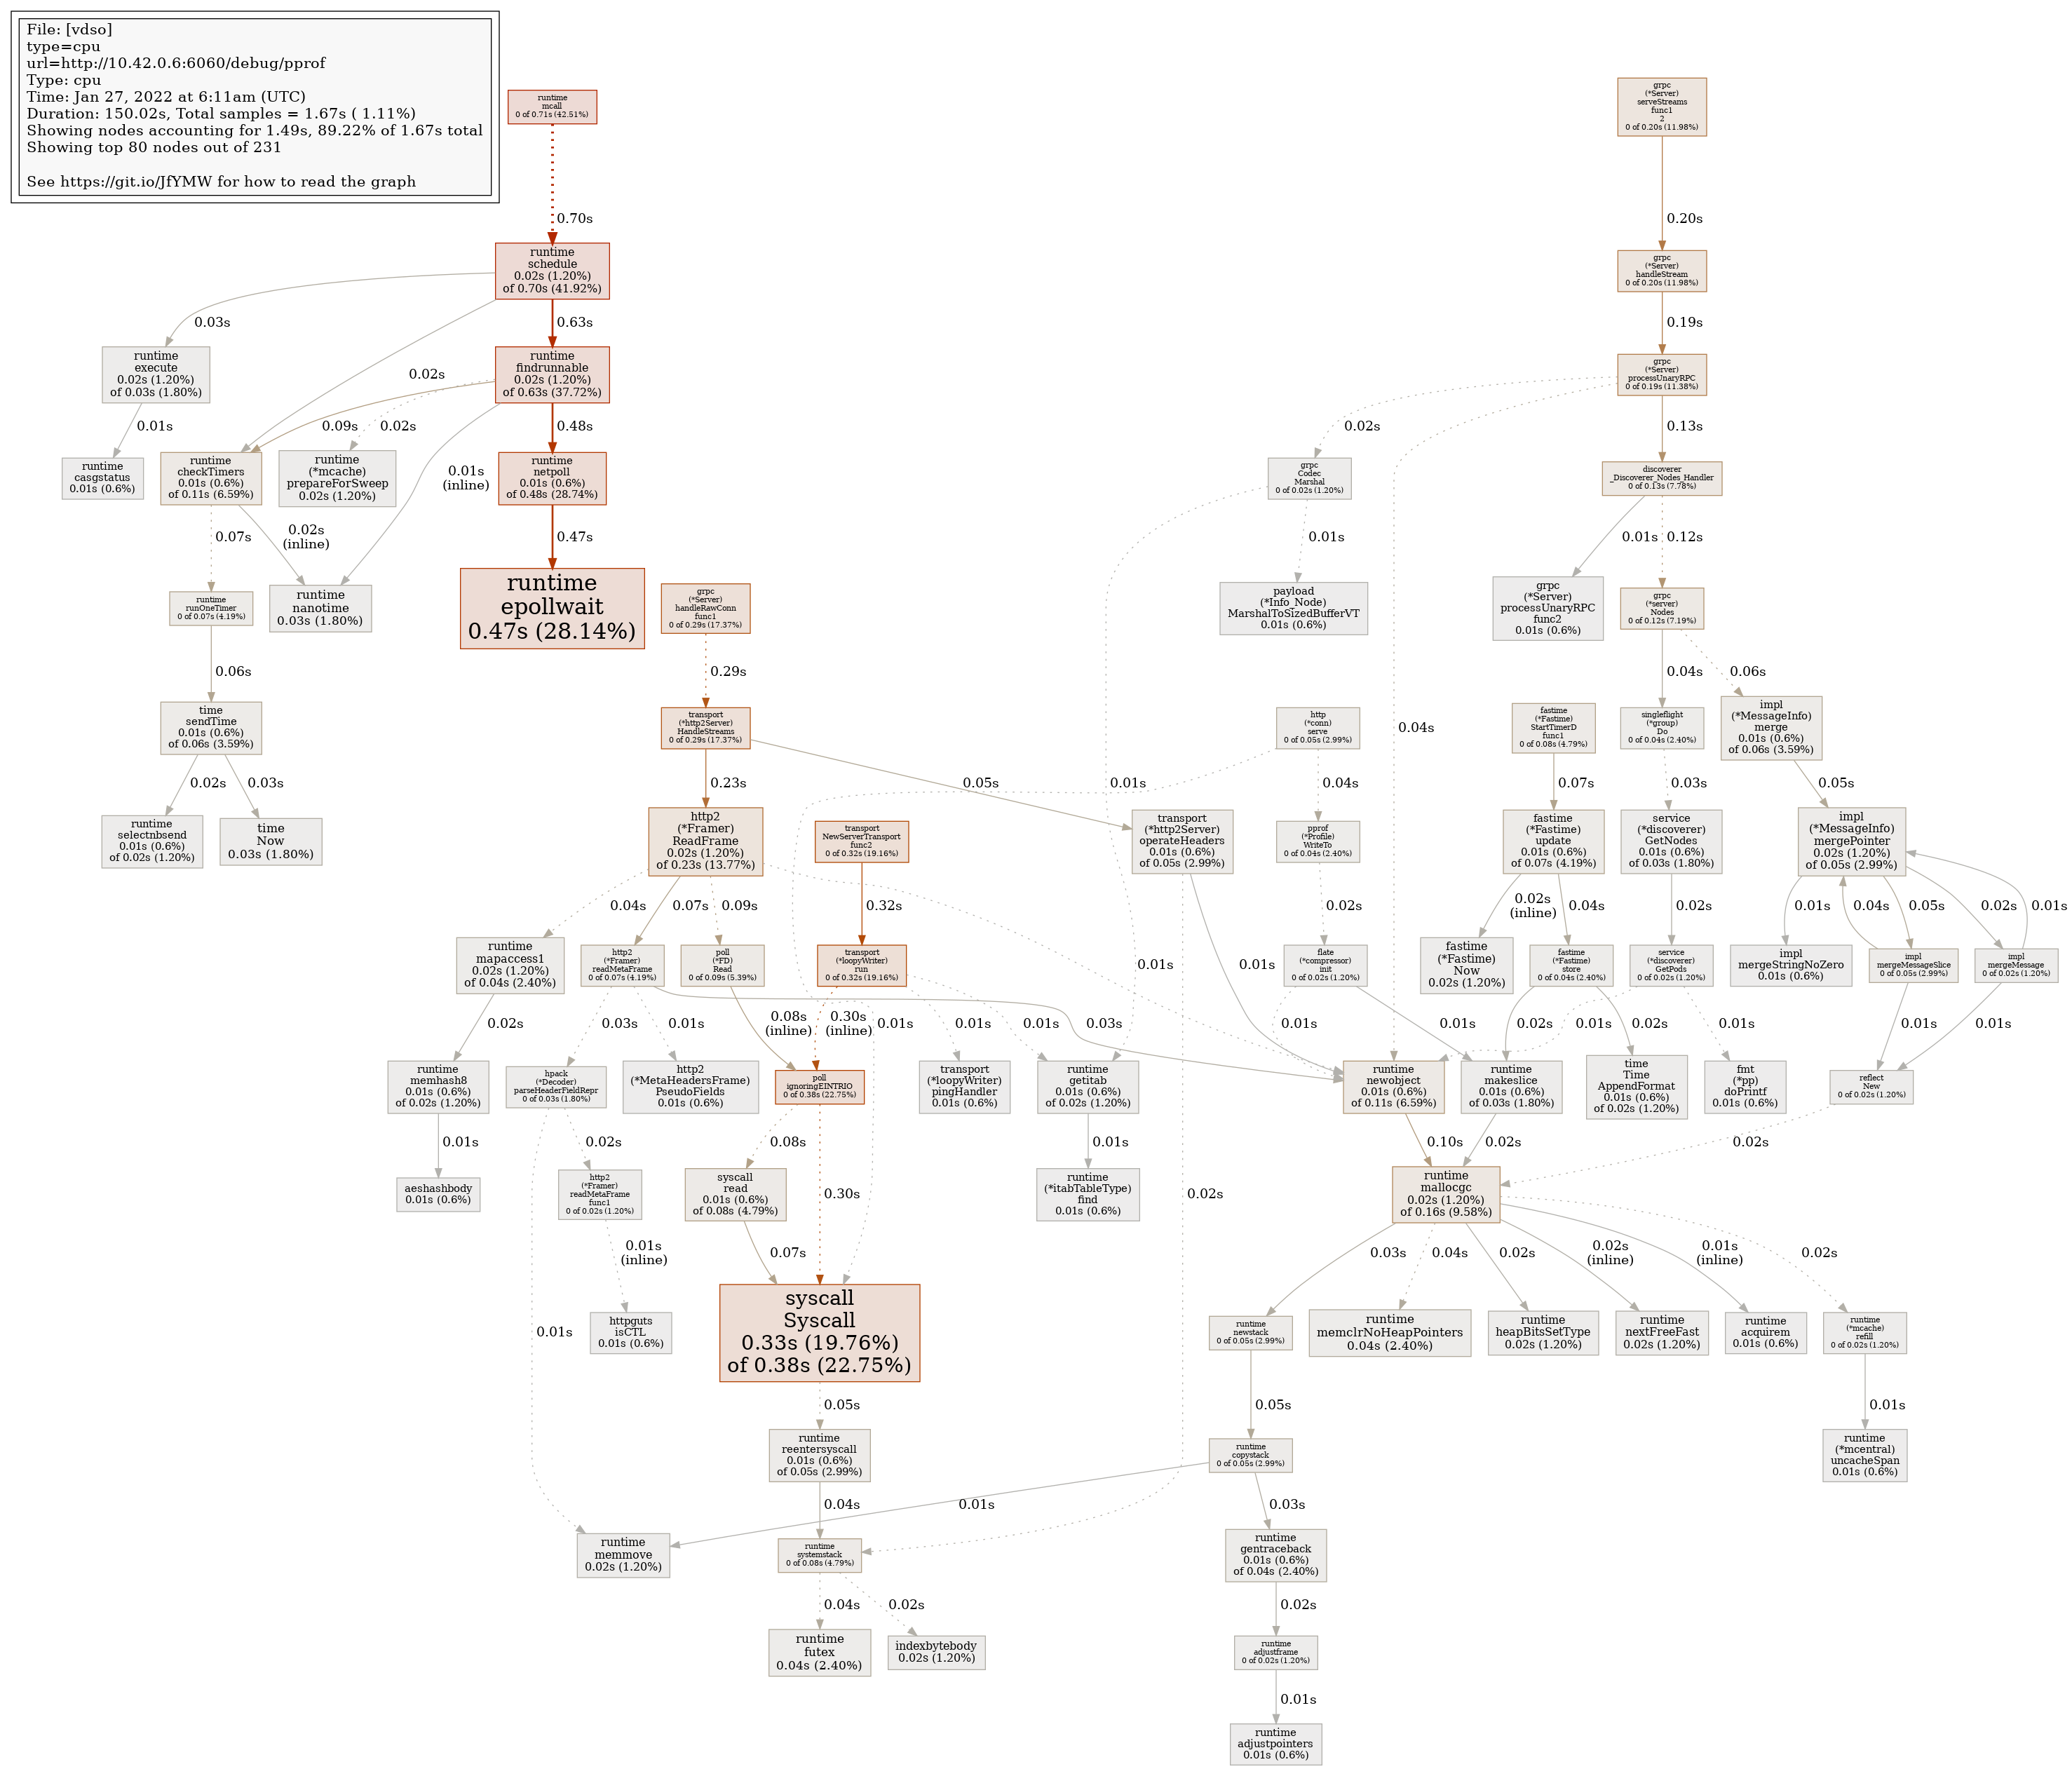 File: [vdso]
type=cpu
url=http://10.42.0.6:6060/debug/pprof
Type: cpu
Time: Jan 27, 2022 at 6:11am (UTC)
Duration: 150.02s, Total samples = 1.67s ( 1.11%)
Showing nodes accounting for 1.49s, 89.22% of 1.67s total
Showing top 80 nodes out of 231
See https://git.io/JfYMW for how to read the graph
runtime
mcall
0 of 0.71s (42.51%)
grpc
(*Server)
serveStreams
func1
2
0 of 0.20s (11.98%)
0.70s
0.20s
runtime
schedule
0.02s (1.20%)
of 0.70s (41.92%)
grpc
(*Server)
handleStream
0 of 0.20s (11.98%)
0.03s
0.63s
0.19s
runtime
execute
0.02s (1.20%)
of 0.03s (1.80%)
0.02s
runtime
findrunnable
0.02s (1.20%)
of 0.63s (37.72%)
grpc
(*Server)
processUnaryRPC
0 of 0.19s (11.38%)
0.01s
0.09s
0.02s
0.48s
0.02s
0.13s
runtime
casgstatus
0.01s (0.6%)
runtime
checkTimers
0.01s (0.6%)
of 0.11s (6.59%)
runtime
(*mcache)
prepareForSweep
0.02s (1.20%)
0.01s
(inline)
runtime
netpoll
0.01s (0.6%)
of 0.48s (28.74%)
grpc
Codec
Marshal
0 of 0.02s (1.20%)
discoverer
_Discoverer_Nodes_Handler
0 of 0.13s (7.78%)
0.07s
0.02s
(inline)
0.47s
0.01s
0.01s
0.12s
runtime
runOneTimer
0 of 0.07s (4.19%)
runtime
nanotime
0.03s (1.80%)
runtime
epollwait
0.47s (28.14%)
grpc
(*Server)
handleRawConn
func1
0 of 0.29s (17.37%)
payload
(*Info_Node)
MarshalToSizedBufferVT
0.01s (0.6%)
grpc
(*Server)
processUnaryRPC
func2
0.01s (0.6%)
grpc
(*server)
Nodes
0 of 0.12s (7.19%)
0.06s
0.29s
0.04s
0.06s
time
sendTime
0.01s (0.6%)
of 0.06s (3.59%)
transport
(*http2Server)
HandleStreams
0 of 0.29s (17.37%)
http
(*conn)
serve
0 of 0.05s (2.99%)
0.04s
fastime
(*Fastime)
StartTimerD
func1
0 of 0.08s (4.79%)
singleflight
(*group)
Do
0 of 0.04s (2.40%)
impl
(*MessageInfo)
merge
0.01s (0.6%)
of 0.06s (3.59%)
0.02s
0.03s
0.23s
0.05s
0.01s
0.04s
0.07s
0.03s
0.05s
runtime
selectnbsend
0.01s (0.6%)
of 0.02s (1.20%)
time
Now
0.03s (1.80%)
http2
(*Framer)
ReadFrame
0.02s (1.20%)
of 0.23s (13.77%)
transport
NewServerTransport
func2
0 of 0.32s (19.16%)
transport
(*http2Server)
operateHeaders
0.01s (0.6%)
of 0.05s (2.99%)
pprof
(*Profile)
WriteTo
0 of 0.04s (2.40%)
fastime
(*Fastime)
update
0.01s (0.6%)
of 0.07s (4.19%)
service
(*discoverer)
GetNodes
0.01s (0.6%)
of 0.03s (1.80%)
impl
(*MessageInfo)
mergePointer
0.02s (1.20%)
of 0.05s (2.99%)
0.04s
0.07s
0.09s
0.32s
0.02s
0.02s
(inline)
0.04s
0.02s
0.01s
0.04s
0.05s
0.02s
0.01s
runtime
mapaccess1
0.02s (1.20%)
of 0.04s (2.40%)
http2
(*Framer)
readMetaFrame
0 of 0.07s (4.19%)
poll
(*FD)
Read
0 of 0.09s (5.39%)
transport
(*loopyWriter)
run
0 of 0.32s (19.16%)
0.01s
0.01s
flate
(*compressor)
init
0 of 0.02s (1.20%)
fastime
(*Fastime)
Now
0.02s (1.20%)
fastime
(*Fastime)
store
0 of 0.04s (2.40%)
service
(*discoverer)
GetPods
0 of 0.02s (1.20%)
impl
mergeStringNoZero
0.01s (0.6%)
impl
mergeMessageSlice
0 of 0.05s (2.99%)
impl
mergeMessage
0 of 0.02s (1.20%)
0.02s
0.03s
0.01s
0.08s
(inline)
0.30s
(inline)
0.01s
0.01s
0.01s
0.03s
0.01s
0.01s
0.02s
0.02s
0.01s
0.01s
0.01s
0.01s
runtime
memhash8
0.01s (0.6%)
of 0.02s (1.20%)
hpack
(*Decoder)
parseHeaderFieldRepr
0 of 0.03s (1.80%)
http2
(*MetaHeadersFrame)
PseudoFields
0.01s (0.6%)
poll
ignoringEINTRIO
0 of 0.38s (22.75%)
transport
(*loopyWriter)
pingHandler
0.01s (0.6%)
runtime
getitab
0.01s (0.6%)
of 0.02s (1.20%)
runtime
newobject
0.01s (0.6%)
of 0.11s (6.59%)
runtime
makeslice
0.01s (0.6%)
of 0.03s (1.80%)
time
Time
AppendFormat
0.01s (0.6%)
of 0.02s (1.20%)
fmt
(*pp)
doPrintf
0.01s (0.6%)
reflect
New
0 of 0.02s (1.20%)
0.01s
0.02s
0.08s
0.01s
0.10s
0.02s
0.02s
aeshashbody
0.01s (0.6%)
http2
(*Framer)
readMetaFrame
func1
0 of 0.02s (1.20%)
syscall
read
0.01s (0.6%)
of 0.08s (4.79%)
0.30s
runtime
(*itabTableType)
find
0.01s (0.6%)
0.02s
runtime
mallocgc
0.02s (1.20%)
of 0.16s (9.58%)
0.01s
(inline)
0.07s
0.03s
0.04s
0.02s
0.02s
(inline)
0.01s
(inline)
0.02s
0.01s
httpguts
isCTL
0.01s (0.6%)
syscall
Syscall
0.33s (19.76%)
of 0.38s (22.75%)
runtime
newstack
0 of 0.05s (2.99%)
runtime
memclrNoHeapPointers
0.04s (2.40%)
runtime
heapBitsSetType
0.02s (1.20%)
runtime
nextFreeFast
0.02s (1.20%)
runtime
acquirem
0.01s (0.6%)
runtime
(*mcache)
refill
0 of 0.02s (1.20%)
0.05s
0.05s
0.01s
runtime
reentersyscall
0.01s (0.6%)
of 0.05s (2.99%)
runtime
copystack
0 of 0.05s (2.99%)
runtime
(*mcentral)
uncacheSpan
0.01s (0.6%)
0.04s
0.01s
0.03s
runtime
memmove
0.02s (1.20%)
runtime
systemstack
0 of 0.08s (4.79%)
runtime
gentraceback
0.01s (0.6%)
of 0.04s (2.40%)
0.04s
0.02s
0.02s
runtime
futex
0.04s (2.40%)
indexbytebody
0.02s (1.20%)
runtime
adjustframe
0 of 0.02s (1.20%)
0.01s
runtime
adjustpointers
0.01s (0.6%)